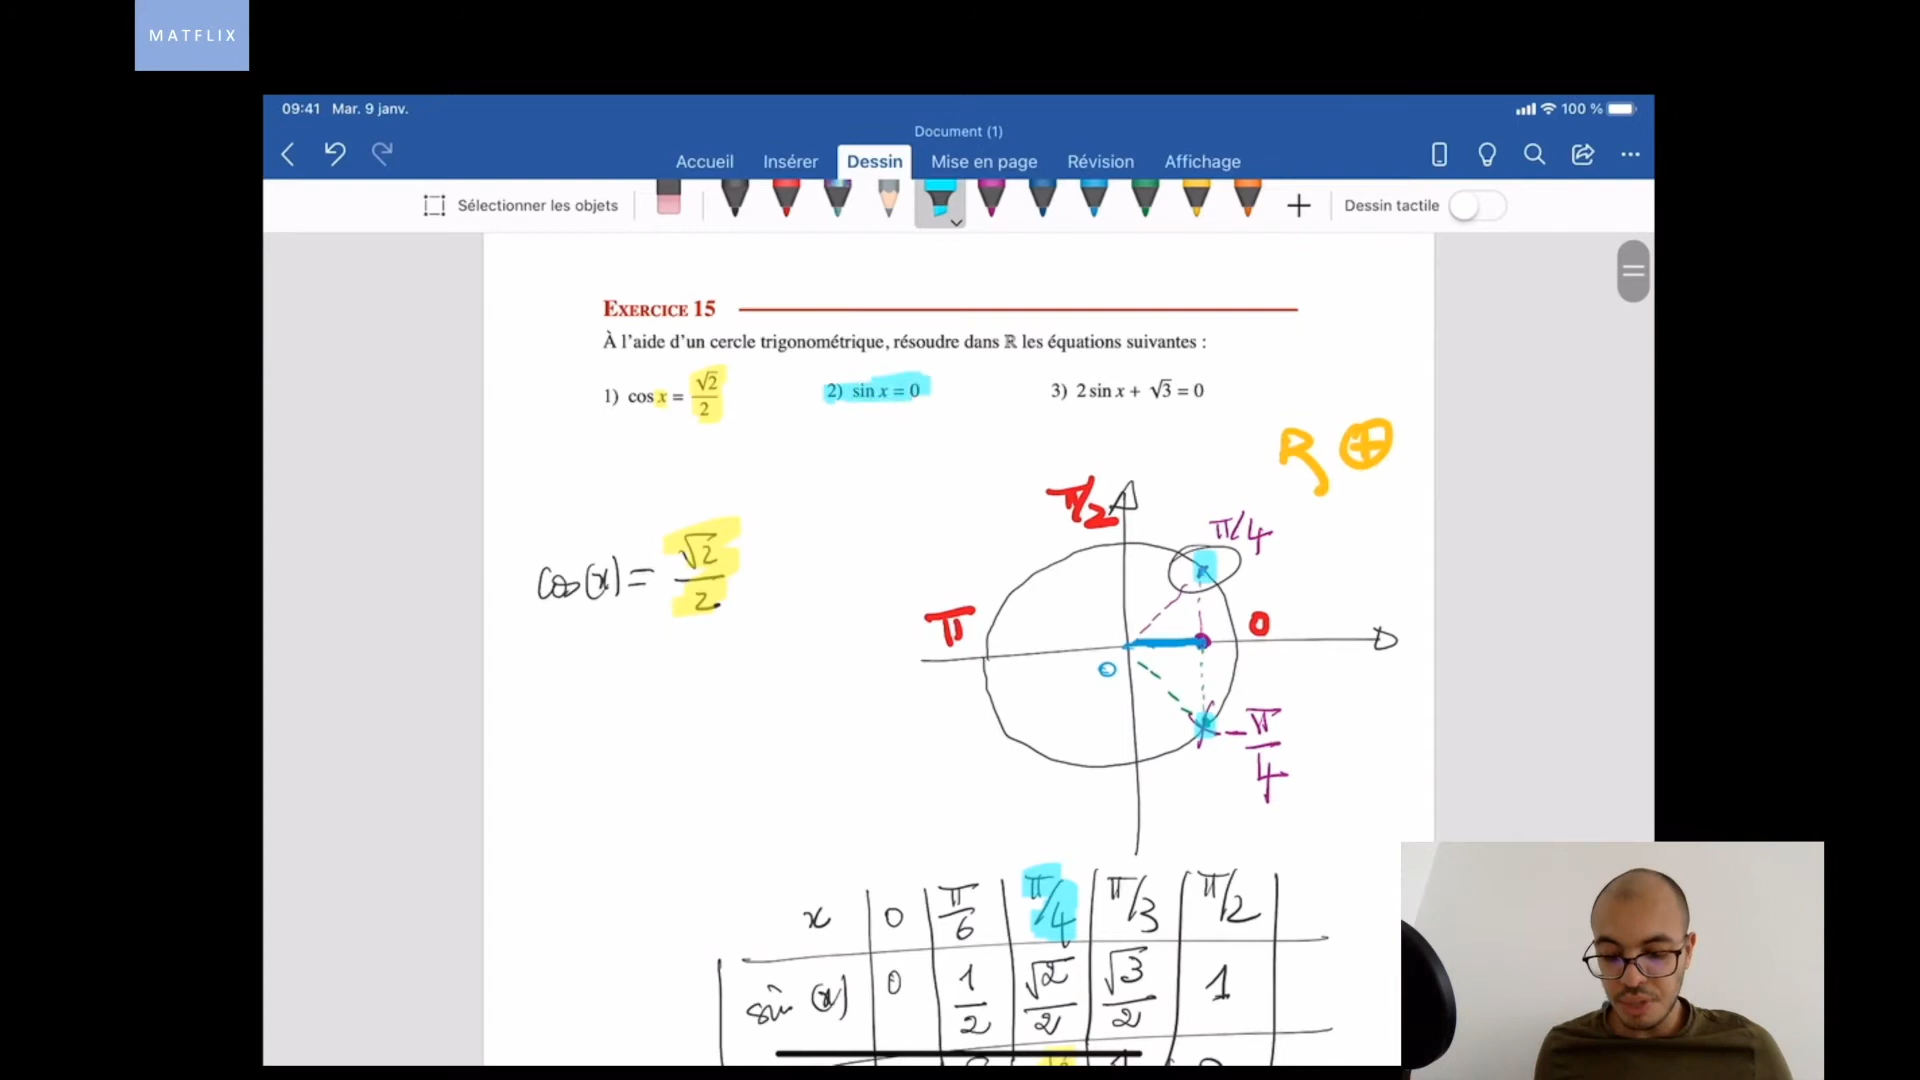 MATFLIX
09:41 Mar. 9 janv.
100 %
Document (1)
Accueil Insérer Dessin Mise en page Révision Affichage
Sélectionner les objets
Dessin tactile
EXERCICE 15
À l'aide d'un cercle trigonométrique, résoudre dans ℝ les équations suivantes :
1) cos x = √2/2 2) sin x = 0 3) 2 sin x + √3 = 0
π/2
π/4
cos(x) = √2/2
π
0
O
-π/4
x 0 π/6 π/4 π/3 π/2
sin (x) 0 1/2 √2/2 √3/2 1